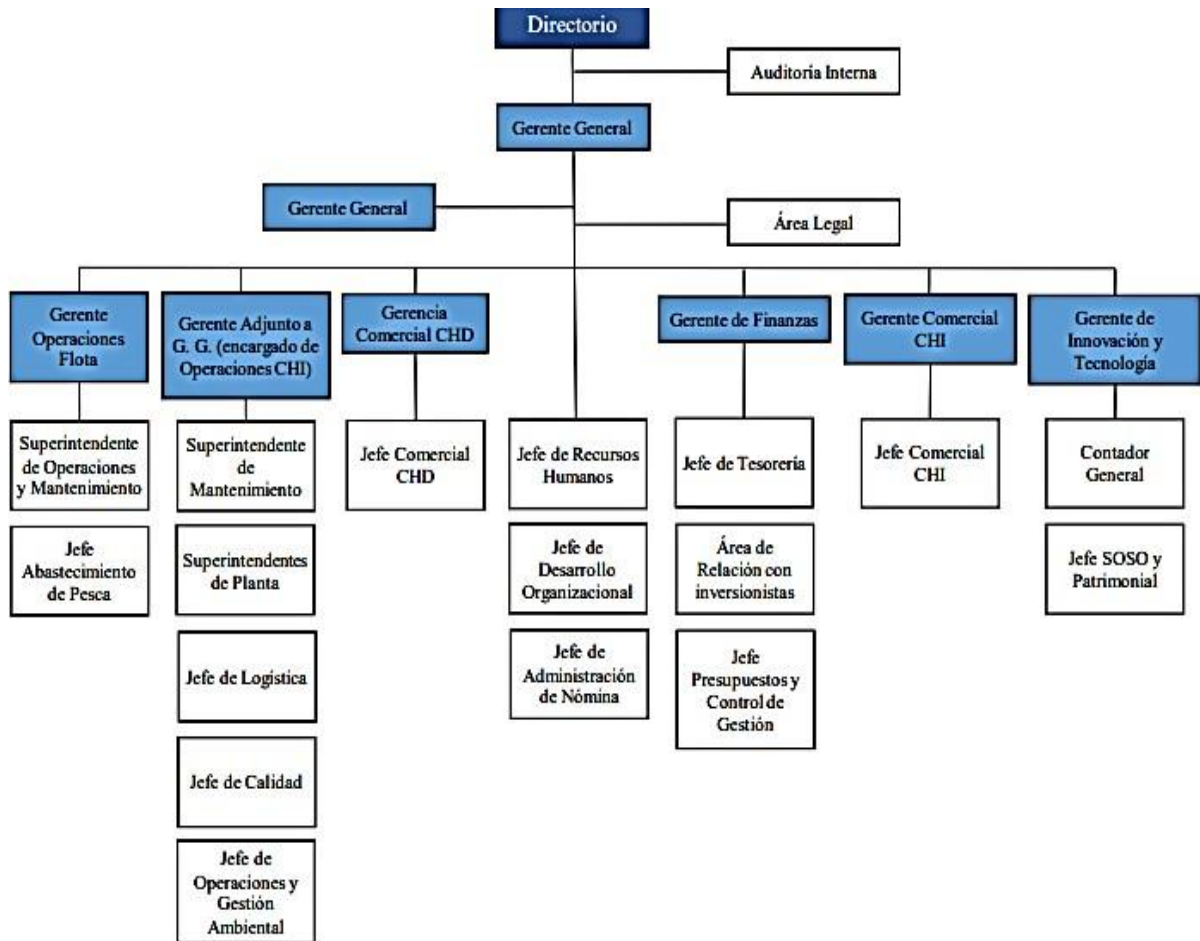 Directorio
Auditoría Interna
Gerente General
Gerente General
Área Legal
Gerente
Operaciones
Flota
Gerente Adjunto a
G. G. (encargado de
Operaciones CHI)
Gerencia
Comercial CHD
Gerente de Finanzas
Gerente Comercial
CHI
Gerente de
Innovación y
Tecnología
Superintendente
de Operaciones
y Mantenimiento
Superintendente
de
Mantenimiento
Jefe Comercial
CHD
Jefe de Recursos
Humanos
Jefe de Tesorería
Jefe Comercial
CHI
Contador
General
Jefe
Abastecimiento
de Pesca
Superintendentes
de Planta
Jefe de
Desarrollo
Organizacional
Área de
Relación con
inversionistas
Jefe SOSO y
Patrimonial
Jefe de Logística
Jefe de
Administración
de Nómina
Jefe
Presupuestos y
Control de
Gestión
Jefe de Calidad
Jefe de
Operaciones y
Gestión
Ambiental